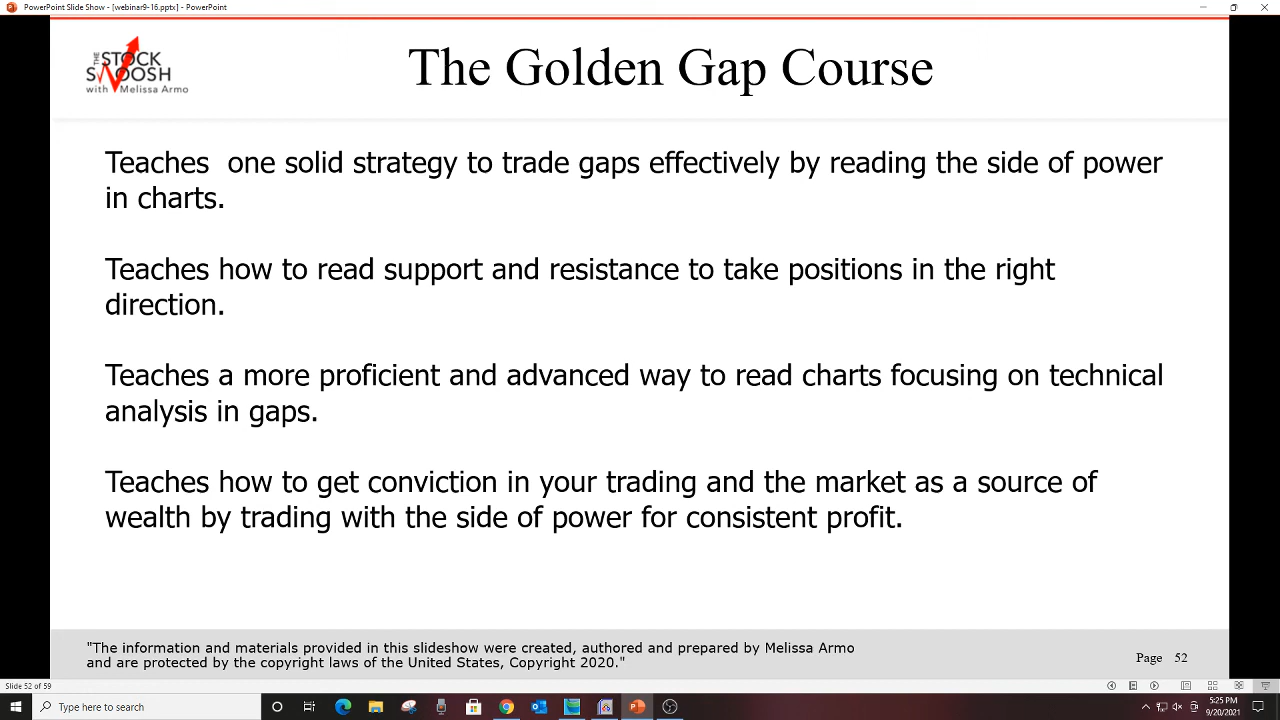 PowerPoint Slide Show - [webinar9-16.pptx] - PowerPoint
THE
STOCK
SWOOSH
with Melissa Armo
The Golden Gap Course
Teaches  one solid strategy to trade gaps effectively by reading the side of power
in charts.
Teaches how to read support and resistance to take positions in the right
direction.
Teaches a more proficient and advanced way to read charts focusing on technical
analysis in gaps.
Teaches how to get conviction in your trading and the market as a source of
wealth by trading with the side of power for consistent profit.
"The information and materials provided in this slideshow were created, authored and prepared by Melissa Armo
and are protected by the copyright laws of the United States, Copyright 2020."
Page 52
Slide 52 of 59
Type here to search
5:25 PM
9/20/2021